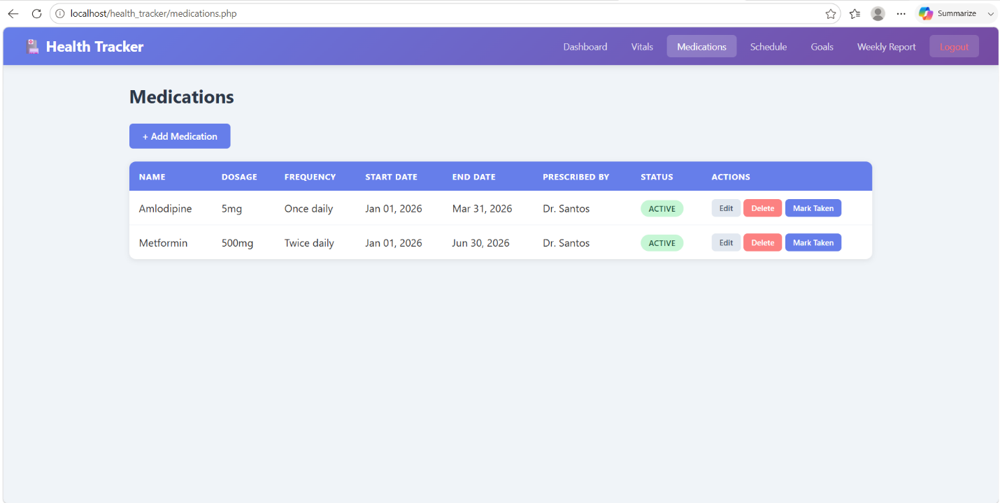 localhost/health_tracker/medications.php
Summarize
Health Tracker
Dashboard Vitals Medications Schedule Goals Weekly Report Logout
Medications
+ Add Medication
NAME DOSAGE FREQUENCY START DATE END DATE PRESCRIBED BY STATUS ACTIONS
Amlodipine 5mg Once daily Jan 01, 2026 Mar 31, 2026 Dr. Santos ACTIVE Edit Delete Mark Taken
Metformin 500mg Twice daily Jan 01, 2026 Jun 30, 2026 Dr. Santos ACTIVE Edit Delete Mark Taken